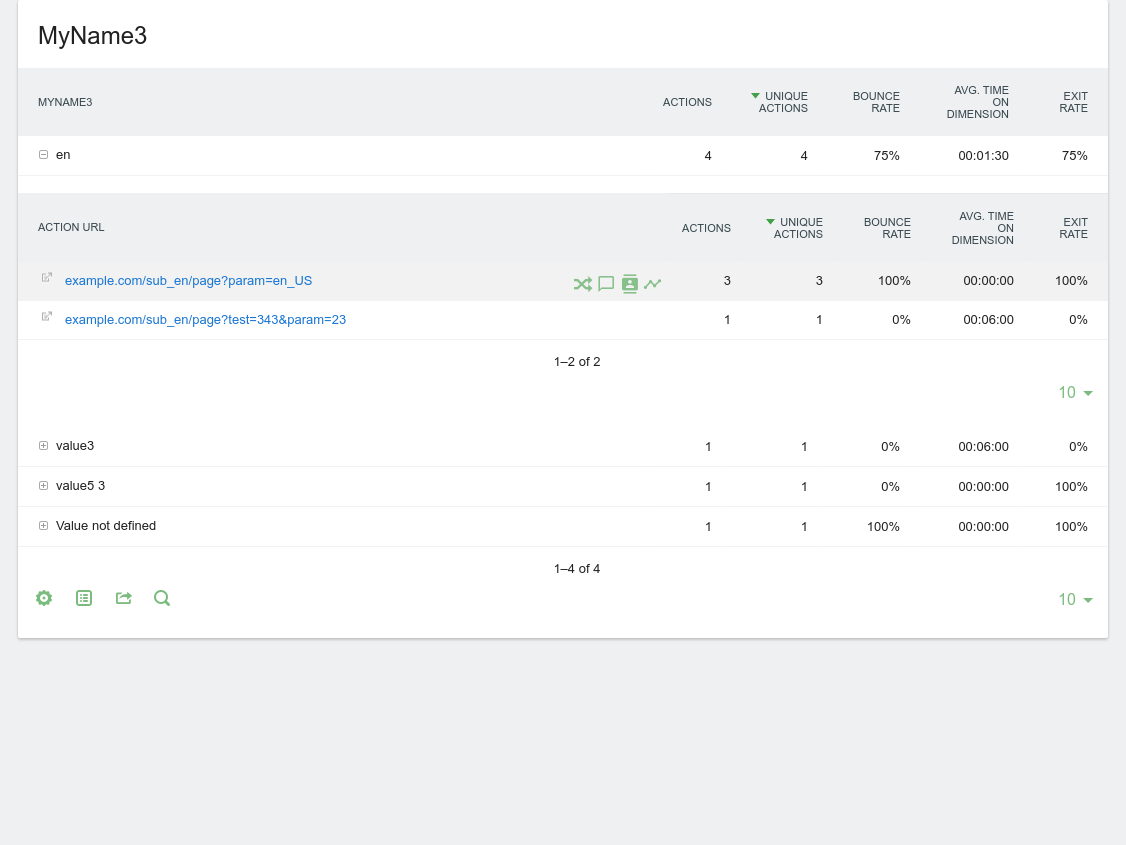 MyName3
MYNAME3 ACTIONS UNIQUE ACTIONS BOUNCE RATE AVG. TIME ON DIMENSION EXIT RATE
en 4 4 75% 00:01:30 75%
ACTION URL ACTIONS UNIQUE ACTIONS BOUNCE RATE AVG. TIME ON DIMENSION EXIT RATE
example.com/sub_en/page?param=en_US 3 3 100% 00:00:00 100%
example.com/sub_en/page?test=343&param=23 1 1 0% 00:06:00 0%
1–2 of 2
10
value3 1 1 0% 00:06:00 0%
value5 3 1 1 0% 00:00:00 100%
Value not defined 1 1 100% 00:00:00 100%
1–4 of 4
10